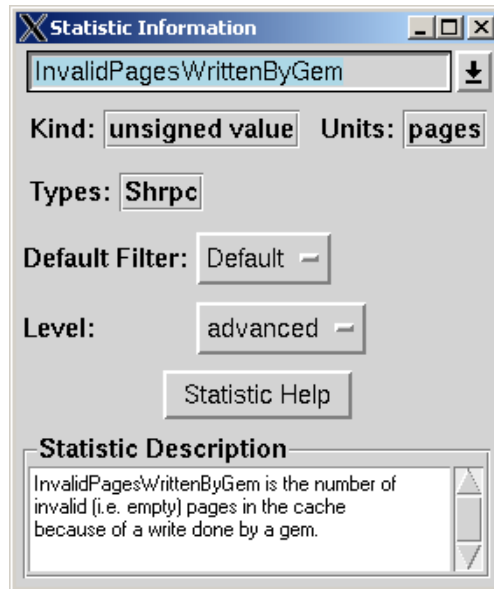 Statistic Information
InvalidPagesWrittenByGem
Kind: unsigned value Units: pages
Types: Shrpc
Default Filter: Default
Level: advanced
Statistic Help
Statistic Description
InvalidPagesWrittenByGem is the number of
invalid (i.e. empty) pages in the cache
because of a write done by a gem.